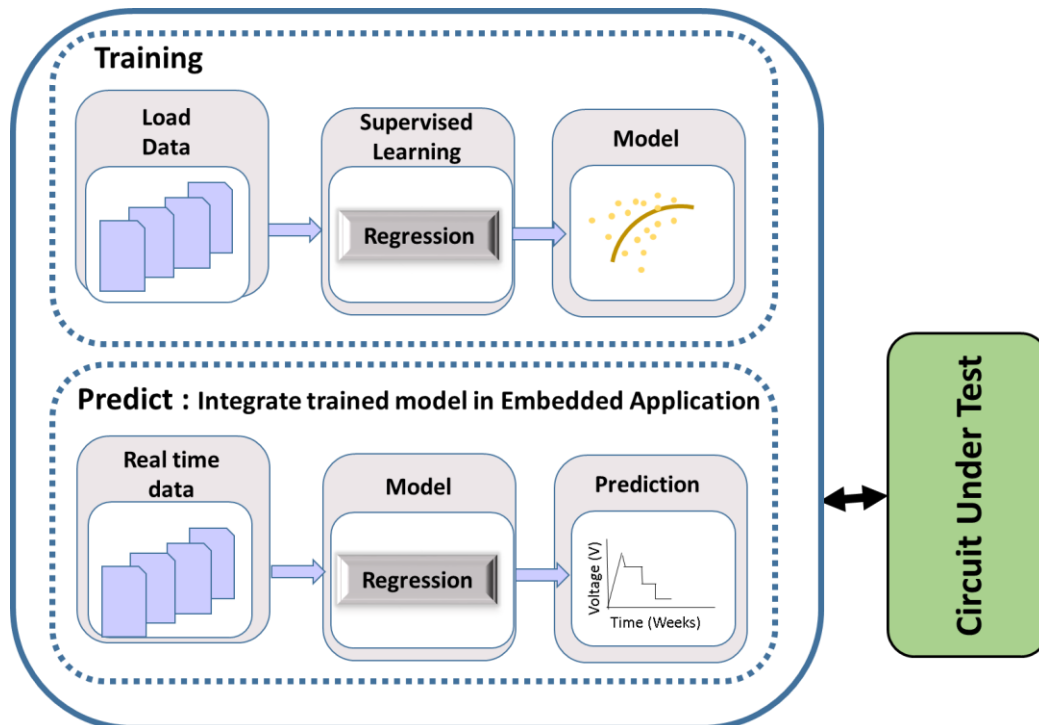 Training
Load
Data
Supervised
Learning
Regression
Model
Predict : Integrate trained model in Embedded Application
Real time
data
Model
Regression
Prediction
Voltage (V)
Time (Weeks)
Circuit Under Test